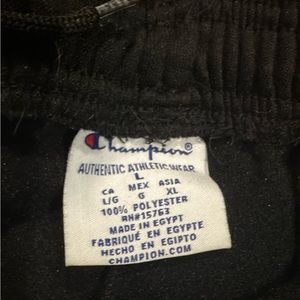 Champion®
AUTHENTIC ATHLETIC WEAR
L
CA MEX ASIA
L/G G XL
100% POLYESTER
RN#15763
MADE IN EGYPT
FABRIQUÉ EN EGYPTE
HECHO EN EGIPTO
CHAMPION.COM